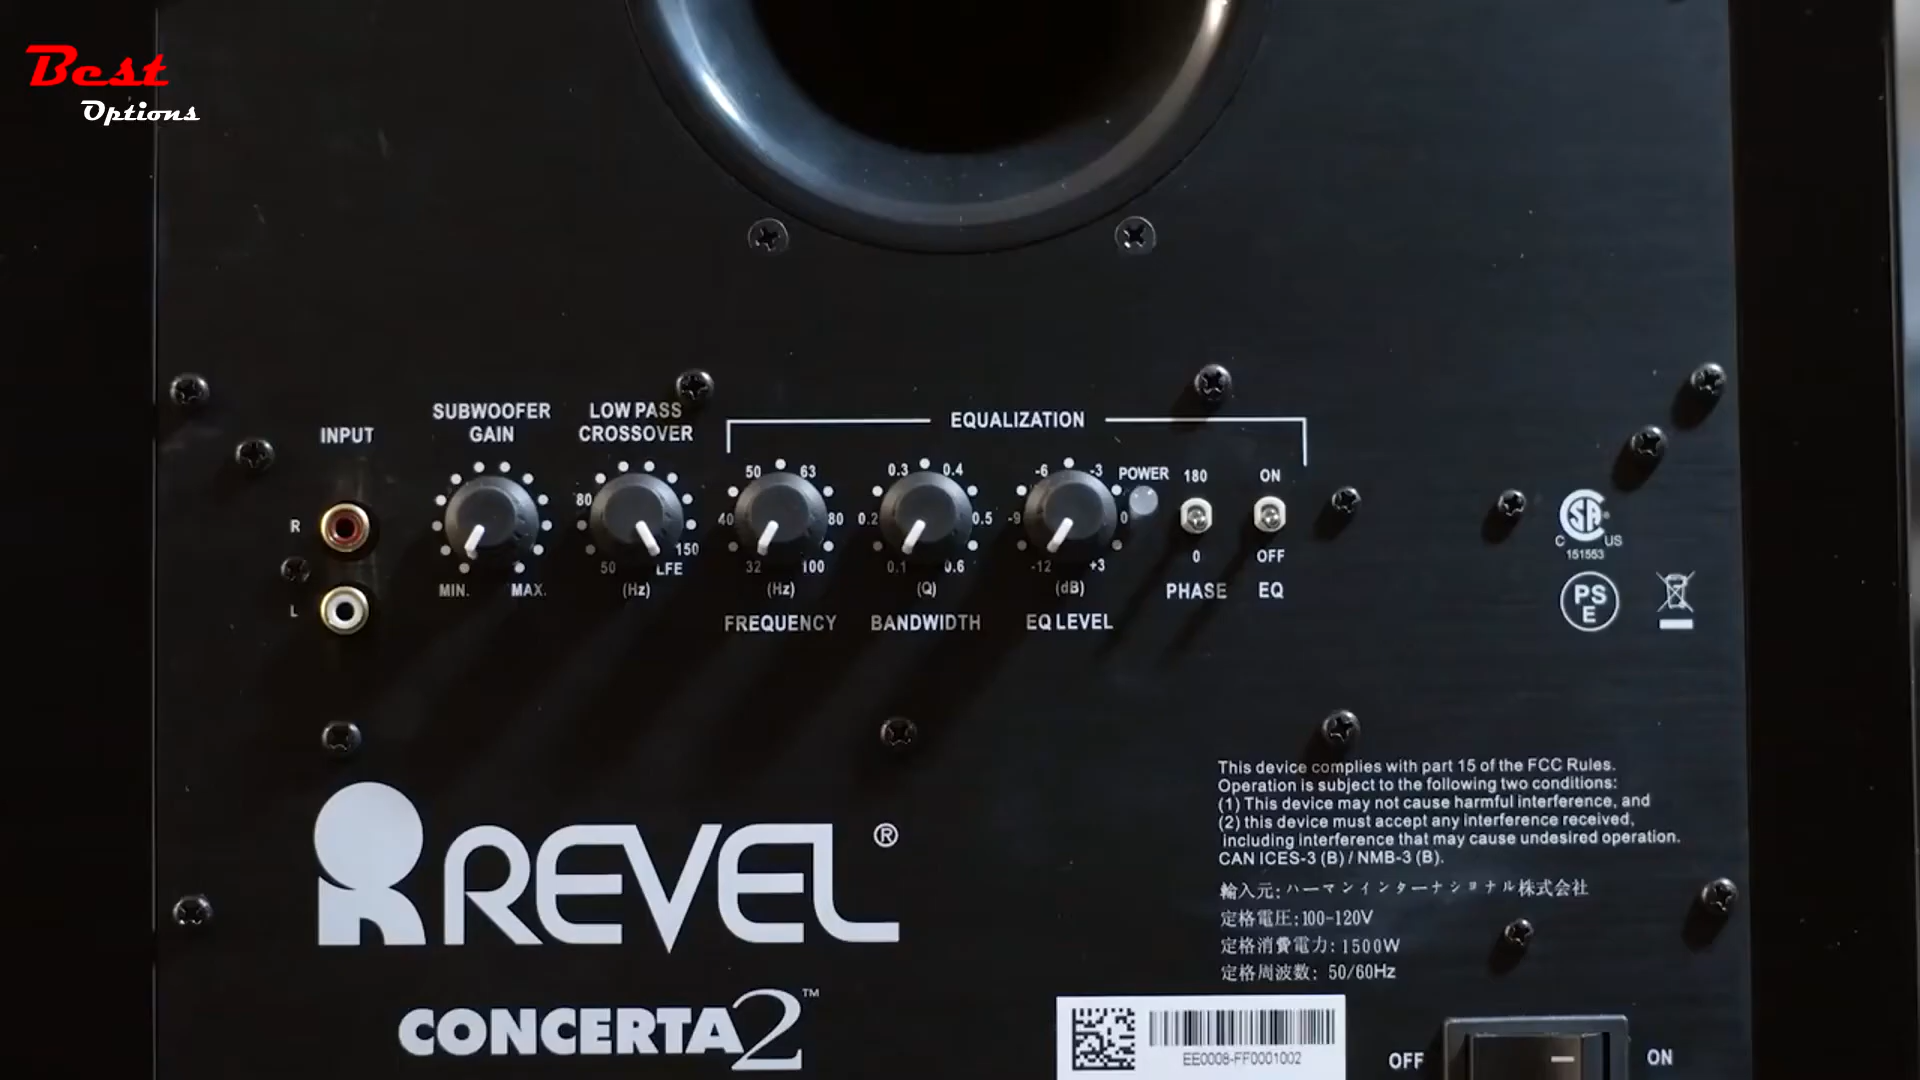 Best
Options
INPUT
R
L
SUBWOOFER
GAIN
MIN.
MAX.
LOW PASS
CROSSOVER
80
50
150
LFE
(Hz)
EQUALIZATION
50
63
40
80
32
100
(Hz)
FREQUENCY
0.3
0.4
0.2
0.5
0.1
0.6
(Q)
BANDWIDTH
-6
-3
-9
0
-12
+3
(dB)
EQ LEVEL
POWER
180
0
PHASE
ON
OFF
EQ
SA
C US
151553
PS
E
REVEL®
CONCERTA2™
This device complies with part 15 of the FCC Rules.
Operation is subject to the following two conditions:
(1) This device may not cause harmful interference, and
(2) this device must accept any interference received,
including interference that may cause undesired operation.
CAN ICES-3 (B) / NMB-3 (B).
輸入元:ハーマンインターナショナル株式会社
定格電圧:100-120V
定格消費電力: 1500W
定格周波数: 50/60Hz
EE0008-FF0001002
OFF
ON